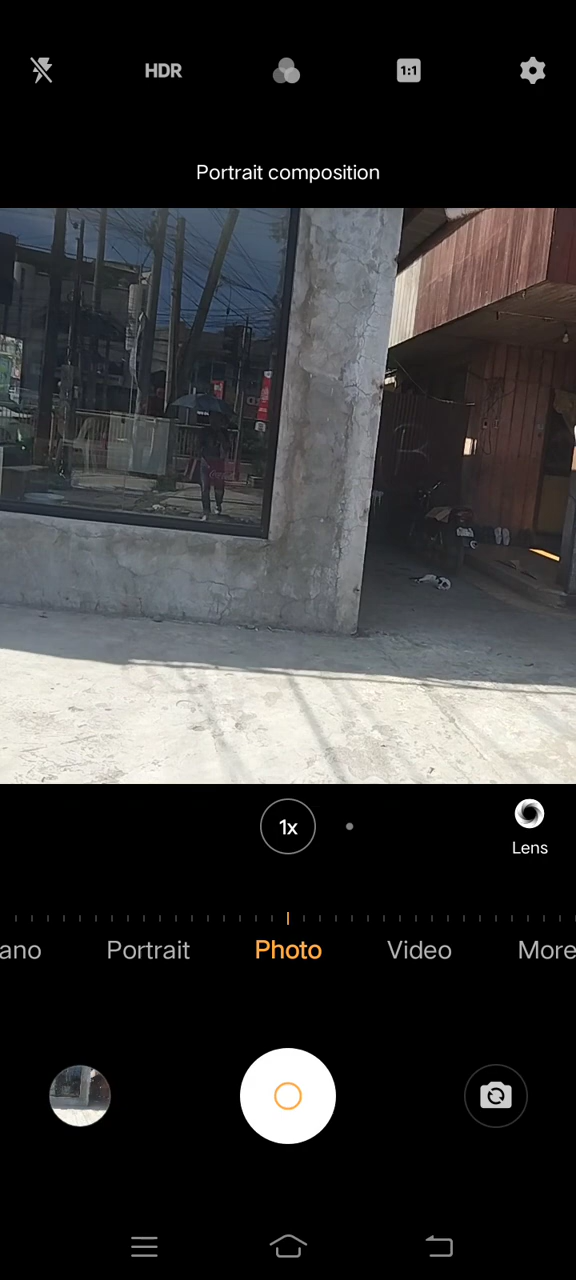 HDR
1:1
Portrait composition
1x
Lens
ano
Portrait
Photo
Video
More